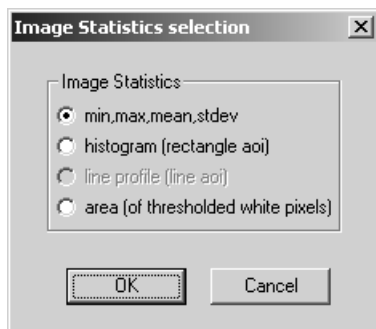 Image Statistics selection
Image Statistics
min,max,mean,stdev
histogram (rectangle aoi)
line profile (line aoi)
area (of thresholded white pixels)
OK Cancel